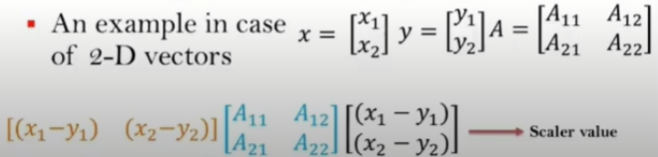 ▪ An example in case of 2-D vectors x = [x₁ x₂] y = [y₁ y₂] A = [A₁₁ A₁₂ A₂₁ A₂₂]
[(x₁−y₁) (x₂−y₂)] [A₁₁ A₁₂ A₂₁ A₂₂] [(x₁ − y₁) (x₂ − y₂)] → Scaler value